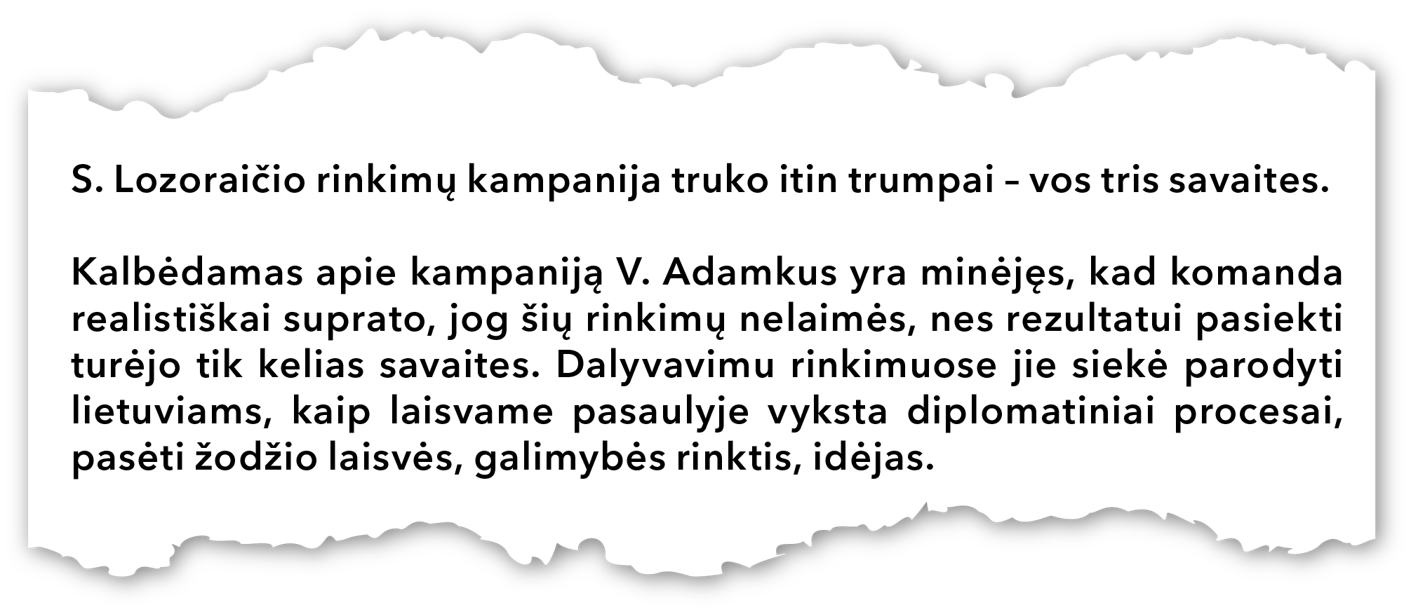 S. Lozoraičio rinkimų kampanija truko itin trumpai – vos tris savaites.
Kalbėdamas apie kampaniją V. Adamkus yra minėjęs, kad komanda
realistiškai suprato, jog šių rinkimų nelaimės, nes rezultatui pasiekti
turėjo tik kelias savaites. Dalyvavimu rinkimuose jie siekė parodyti
lietuviams, kaip laisvame pasaulyje vyksta diplomatiniai procesai,
pasėti žodžio laisvės, galimybės rinktis, idėjas.